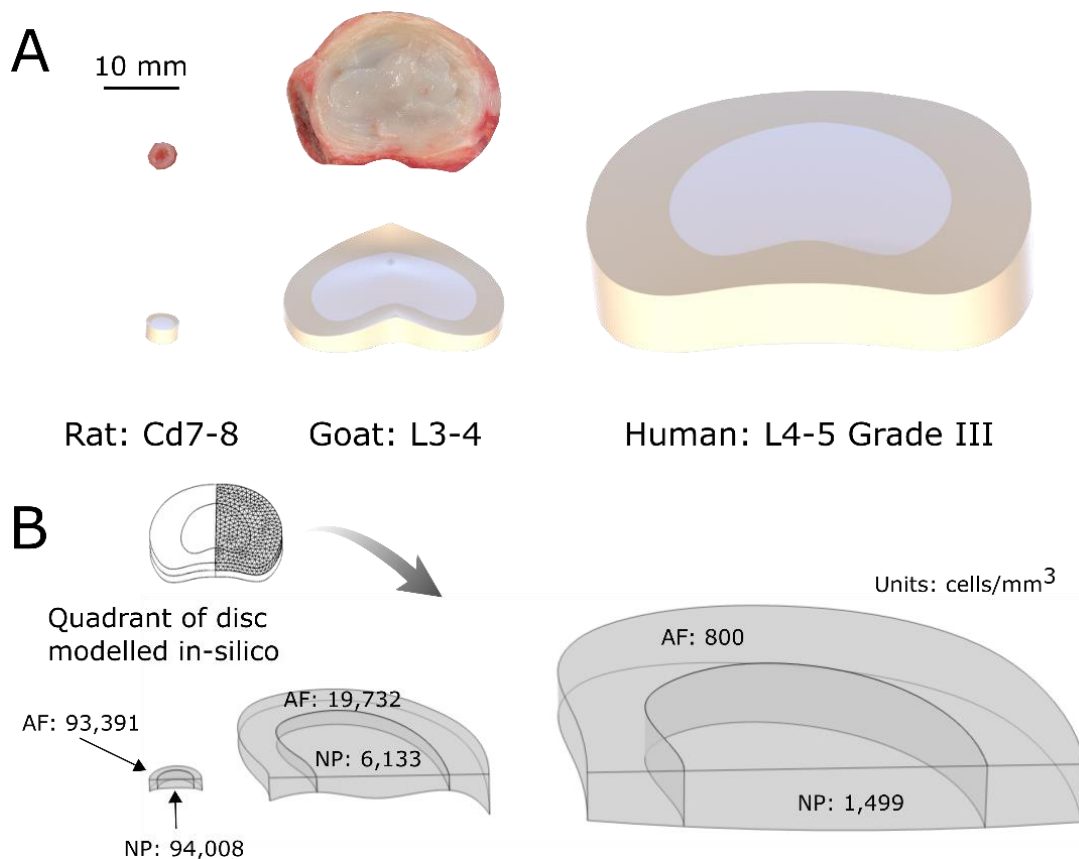 A
10 mm
Rat: Cd7-8
Goat: L3-4
Human: L4-5 Grade III
B
Units: cells/mm³
Quadrant of disc
modelled in-silico
AF: 93,391
NP: 94,008
AF: 19,732
NP: 6,133
AF: 800
NP: 1,499